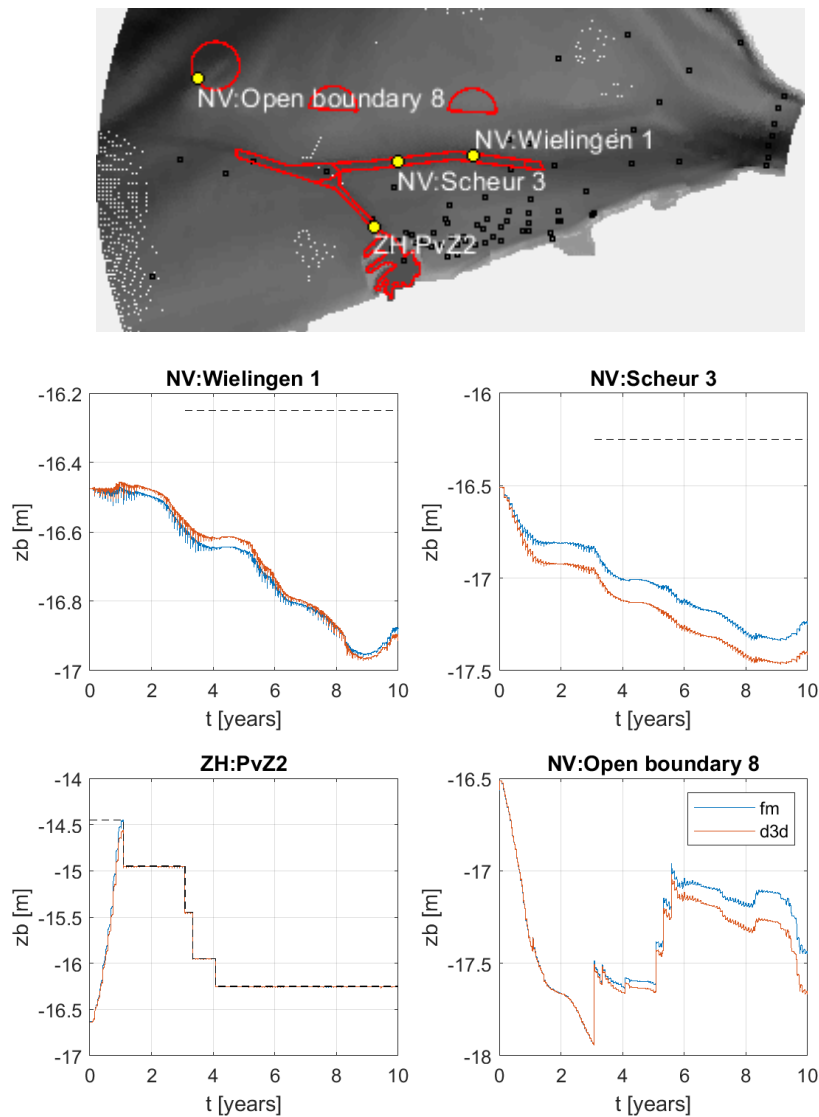 NV:Open boundary 8
NV:Wielingen 1
NV:Scheur 3
ZH:PvZ2
NV:Wielingen 1
-16.2
-16.4
-16.6
-16.8
-17
zb [m]
0 2 4 6 8 10
t [years]
NV:Scheur 3
-16
-16.5
-17
-17.5
zb [m]
0 2 4 6 8 10
t [years]
ZH:PvZ2
-14
-14.5
-15
-15.5
-16
-16.5
-17
zb [m]
0 2 4 6 8 10
t [years]
NV:Open boundary 8
-16.5
-17
-17.5
-18
zb [m]
fm
d3d
0 2 4 6 8 10
t [years]